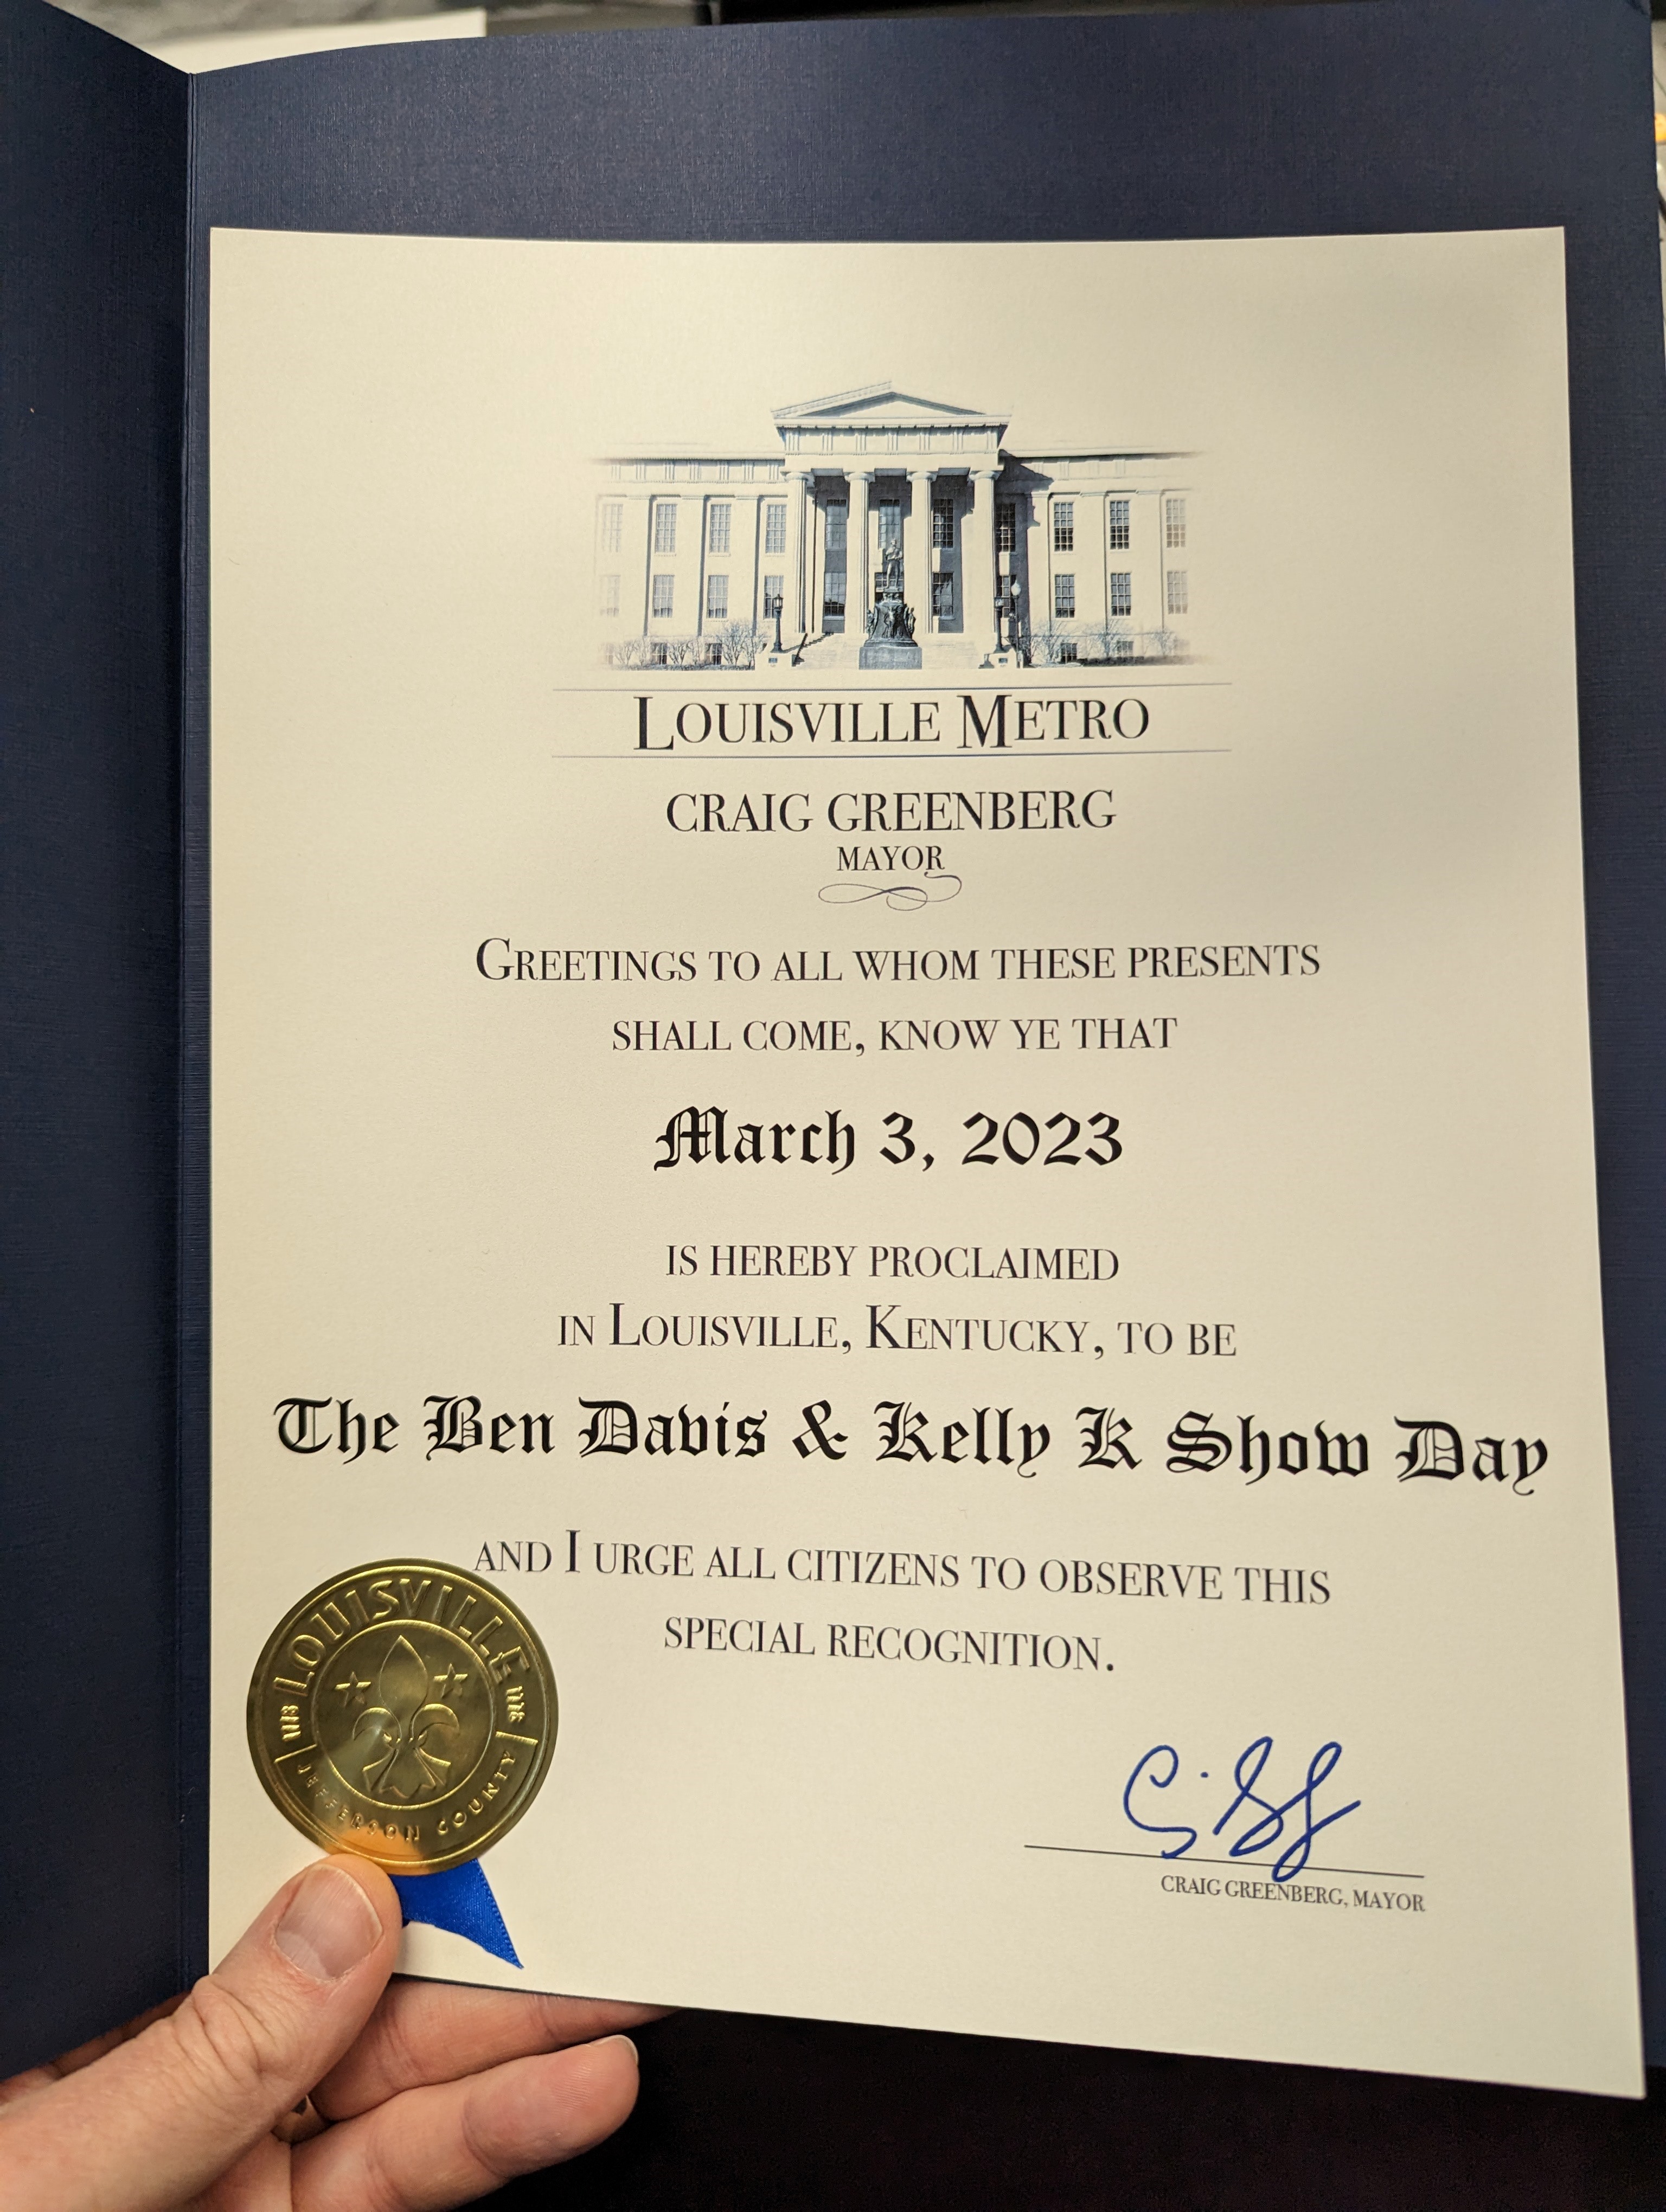 LOUISVILLE METRO
CRAIG GREENBERG
MAYOR
GREETINGS TO ALL WHOM THESE PRESENTS
SHALL COME, KNOW YE THAT
March 3, 2023
IS HEREBY PROCLAIMED
IN LOUISVILLE, KENTUCKY, TO BE
The Ben Davis & Kelly K Show Day
AND I URGE ALL CITIZENS TO OBSERVE THIS
SPECIAL RECOGNITION.
LOUISVILLE
1778
JEFFERSON COUNTY
CRAIG GREENBERG, MAYOR